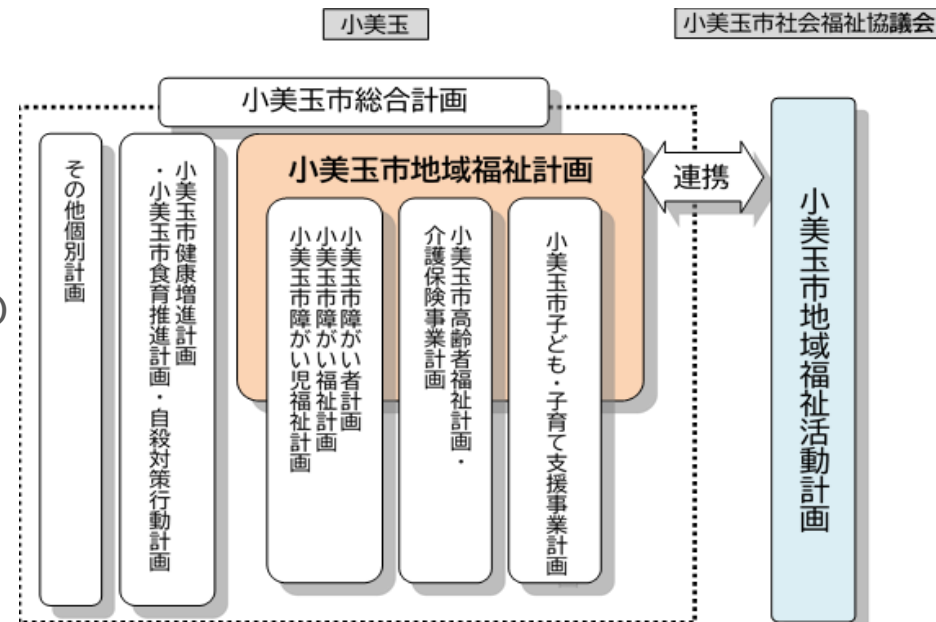 小美玉
小美玉市社会福祉協議会
小美玉市総合計画
小美玉市地域福祉計画
連携
その他個別計画
小美玉市健康増進計画
・小美玉市食育推進計画・自殺対策行動計画
小美玉市障がい者計画
小美玉市障がい福祉計画
小美玉市障がい児福祉計画
小美玉市高齢者福祉計画・
介護保険事業計画
小美玉市子ども・子育て支援事業計画
小美玉市地域福祉活動計画